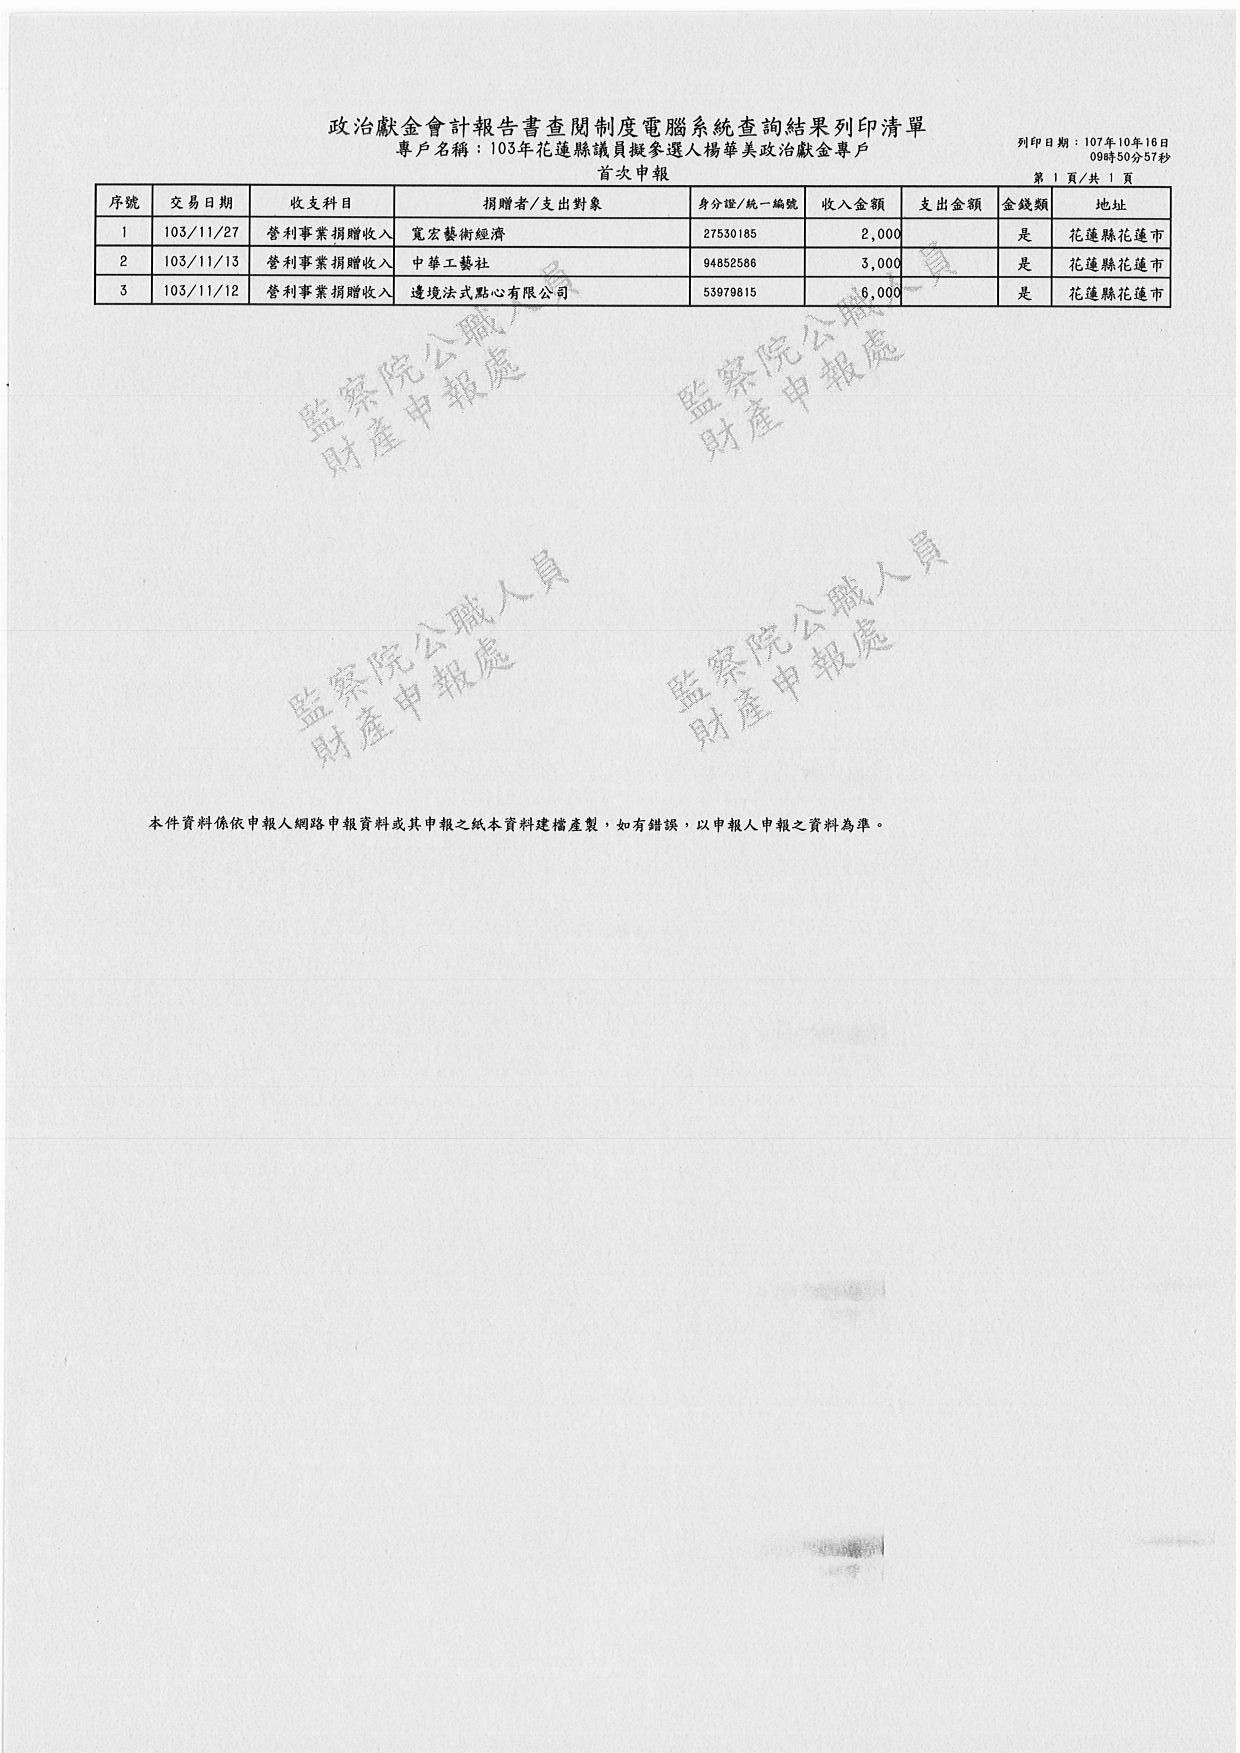 政治獻金會計報告書查閱制度電腦系統查詢結果列印清單
專戶名稱：103年花蓮縣議員擬參選人楊華美政治獻金專戶
首次申報
列印日期：107年10年16日
09時50分57秒
第 1 頁/共 1 頁
序號 交易日期 收支科目 捐贈者/支出對象 身分證/統一編號 收入金額 支出金額 金錢類 地址
1 103/11/27 營利事業捐贈收入 寬宏藝術經濟 27530185 2,000 是 花蓮縣花蓮市
2 103/11/13 營利事業捐贈收入 中華工藝社 94852586 3,000 是 花蓮縣花蓮市
3 103/11/12 營利事業捐贈收入 邊境法式點心有限公司 53979815 6,000 是 花蓮縣花蓮市
監察院公職人員
財產申報處
監察院公職人員
財產申報處
監察院公職人員
財產申報處
監察院公職人員
財產申報處
本件資料係依申報人網路申報資料或其申報之紙本資料建檔產製，如有錯誤，以申報人申報之資料為準。